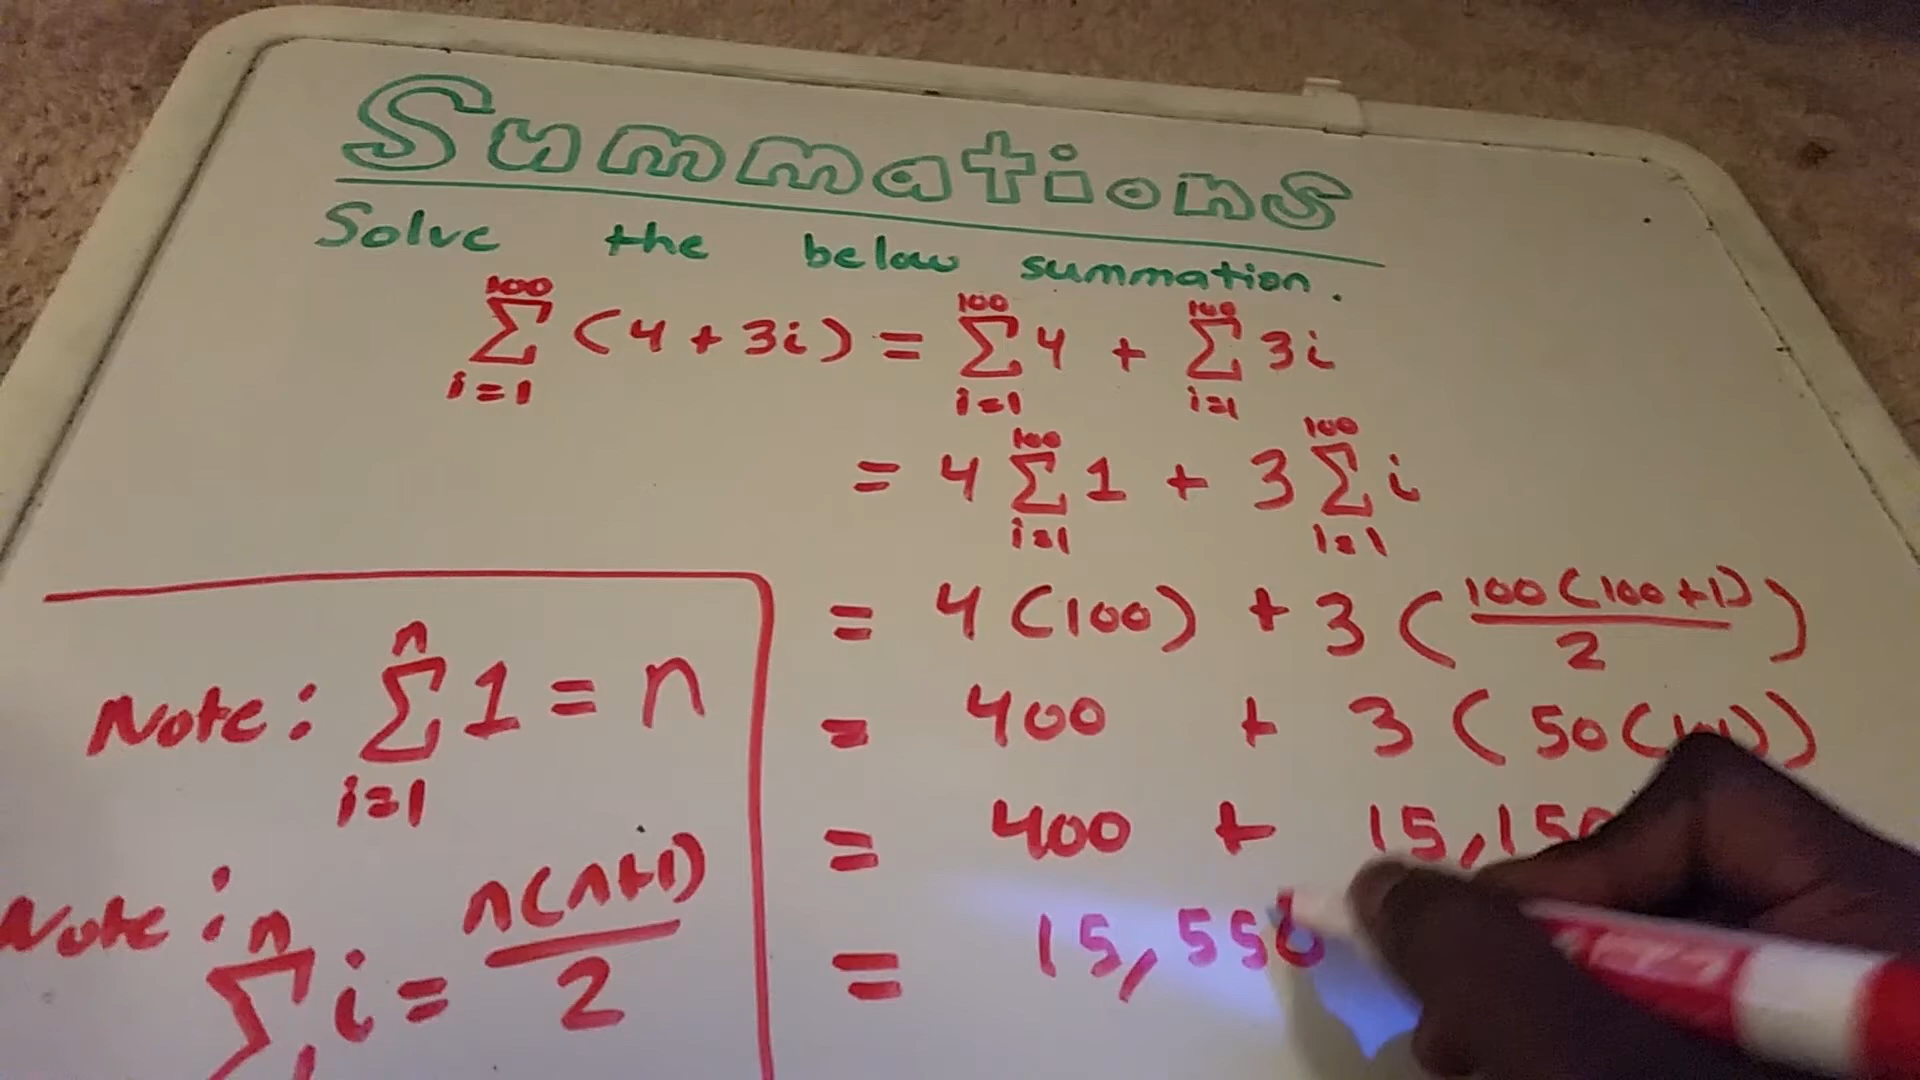 Summations
Solve the below summation.
100 Σ i=1 (4 + 3i) = 100 Σ i=1 4 + 100 Σ i=1 3i
= 4 100 Σ i=1 1 + 3 100 Σ i=1 i
= 4(100) + 3(100(100+1)/2)
= 400 + 3(50(
= 400 + 15,150
= 15,550
Note: n Σ i=1 1 = n
Note: n Σ i = n(n+1)/2